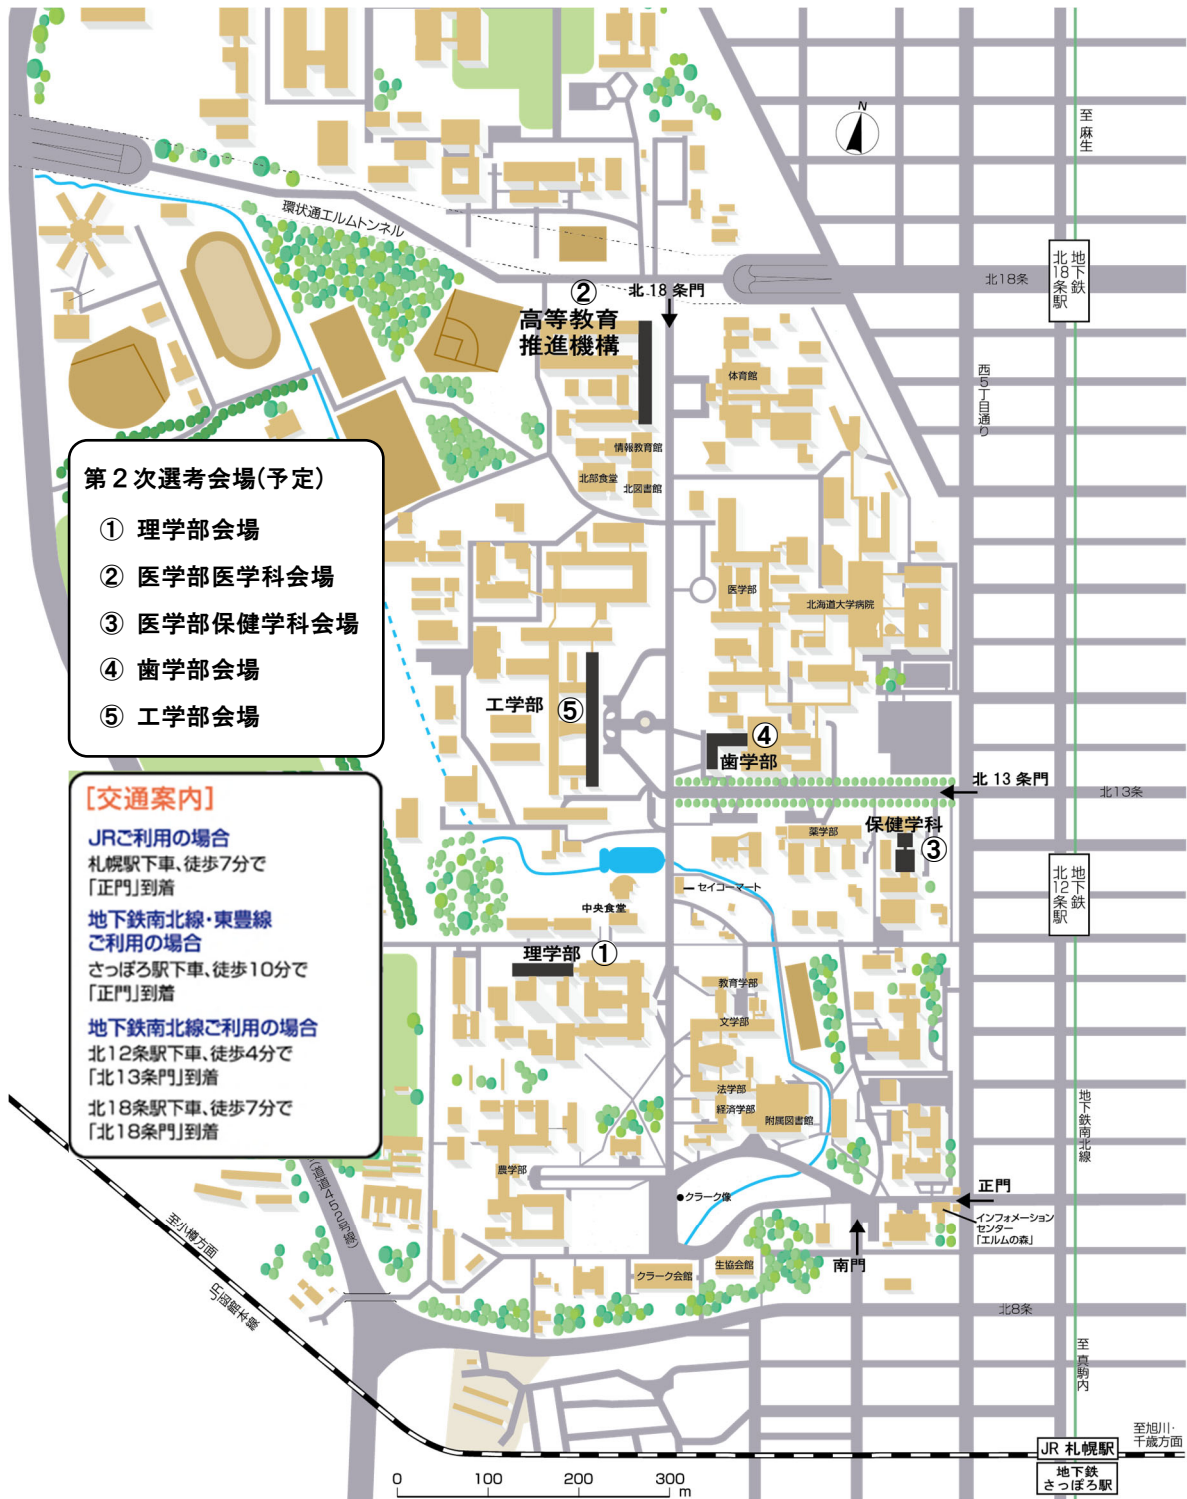 N
至 麻生
環状通エルムトンネル
北18条
地下鉄
北18条駅
②
北18条門
高等教育
推進機構
体育館
西5丁目通り
情報教育館
北部食堂
北図書館
第2次選考会場(予定)
① 理学部会場
② 医学部医学科会場
③ 医学部保健学科会場
④ 歯学部会場
⑤ 工学部会場
医学部
北海道大学病院
工学部 ⑤
④
歯学部
北13条門
北13条
[交通案内]
JRご利用の場合
札幌駅下車、徒歩7分で
「正門」到着
地下鉄南北線・東豊線
ご利用の場合
さっぽろ駅下車、徒歩10分で
「正門」到着
地下鉄南北線ご利用の場合
北12条駅下車、徒歩4分で
「北13条門」到着
北18条駅下車、徒歩7分で
「北18条門」到着
薬学部
保健学科
③
地下鉄
北12条駅
セイコーマート
中央食堂
理学部 ①
教育学部
文学部
法学部
経済学部
附属図書館
地下鉄南北線
農学部
(道道452号線)
クラーク像
正門
インフォメーション
センター
「エルムの森」
南門
至小樽方面
JR函館本線
クラーク会館
生協会館
北8条
至 真駒内
至旭川・
千歳方面
JR 札幌駅
地下鉄
さっぽろ駅
0 100 200 300
m